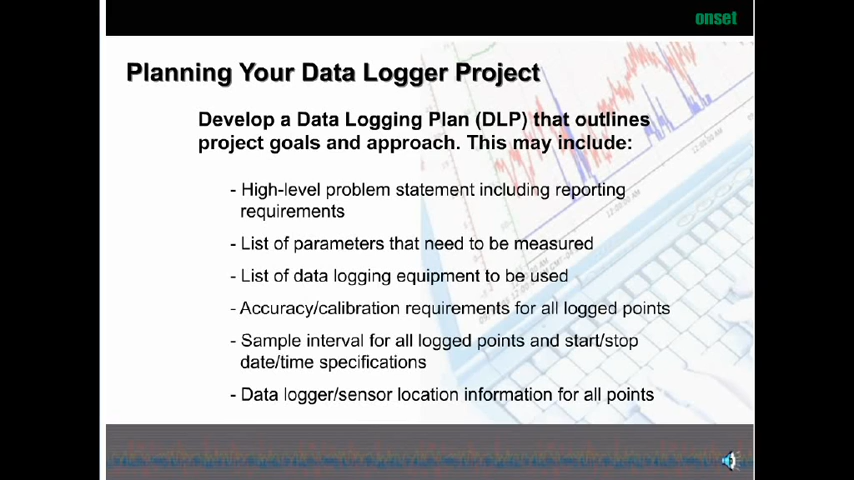 onset
Planning Your Data Logger Project
Develop a Data Logging Plan (DLP) that outlines
project goals and approach. This may include:
- High-level problem statement including reporting
requirements
- List of parameters that need to be measured
- List of data logging equipment to be used
- Accuracy/calibration requirements for all logged points
- Sample interval for all logged points and start/stop
date/time specifications
- Data logger/sensor location information for all points